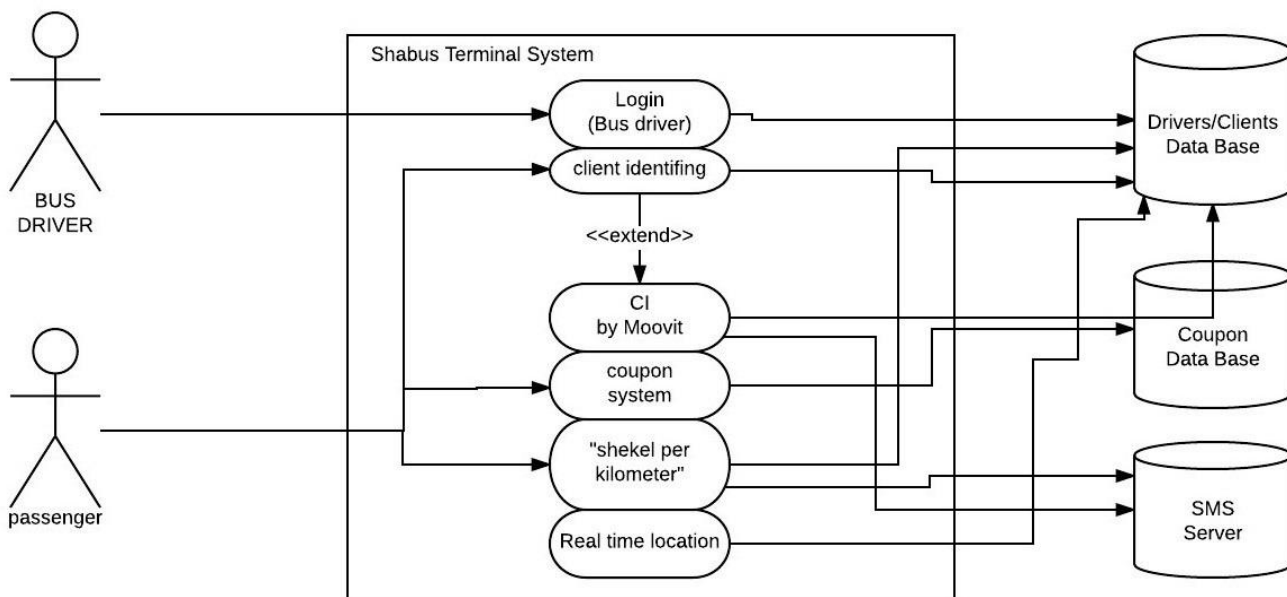 Shabus Terminal System
Login
(Bus driver)
client identifing
<<extend>>
CI
by Moovit
coupon
system
"shekel per
kilometer"
Real time location
BUS
DRIVER
passenger
Drivers/Clients
Data Base
Coupon
Data Base
SMS
Server